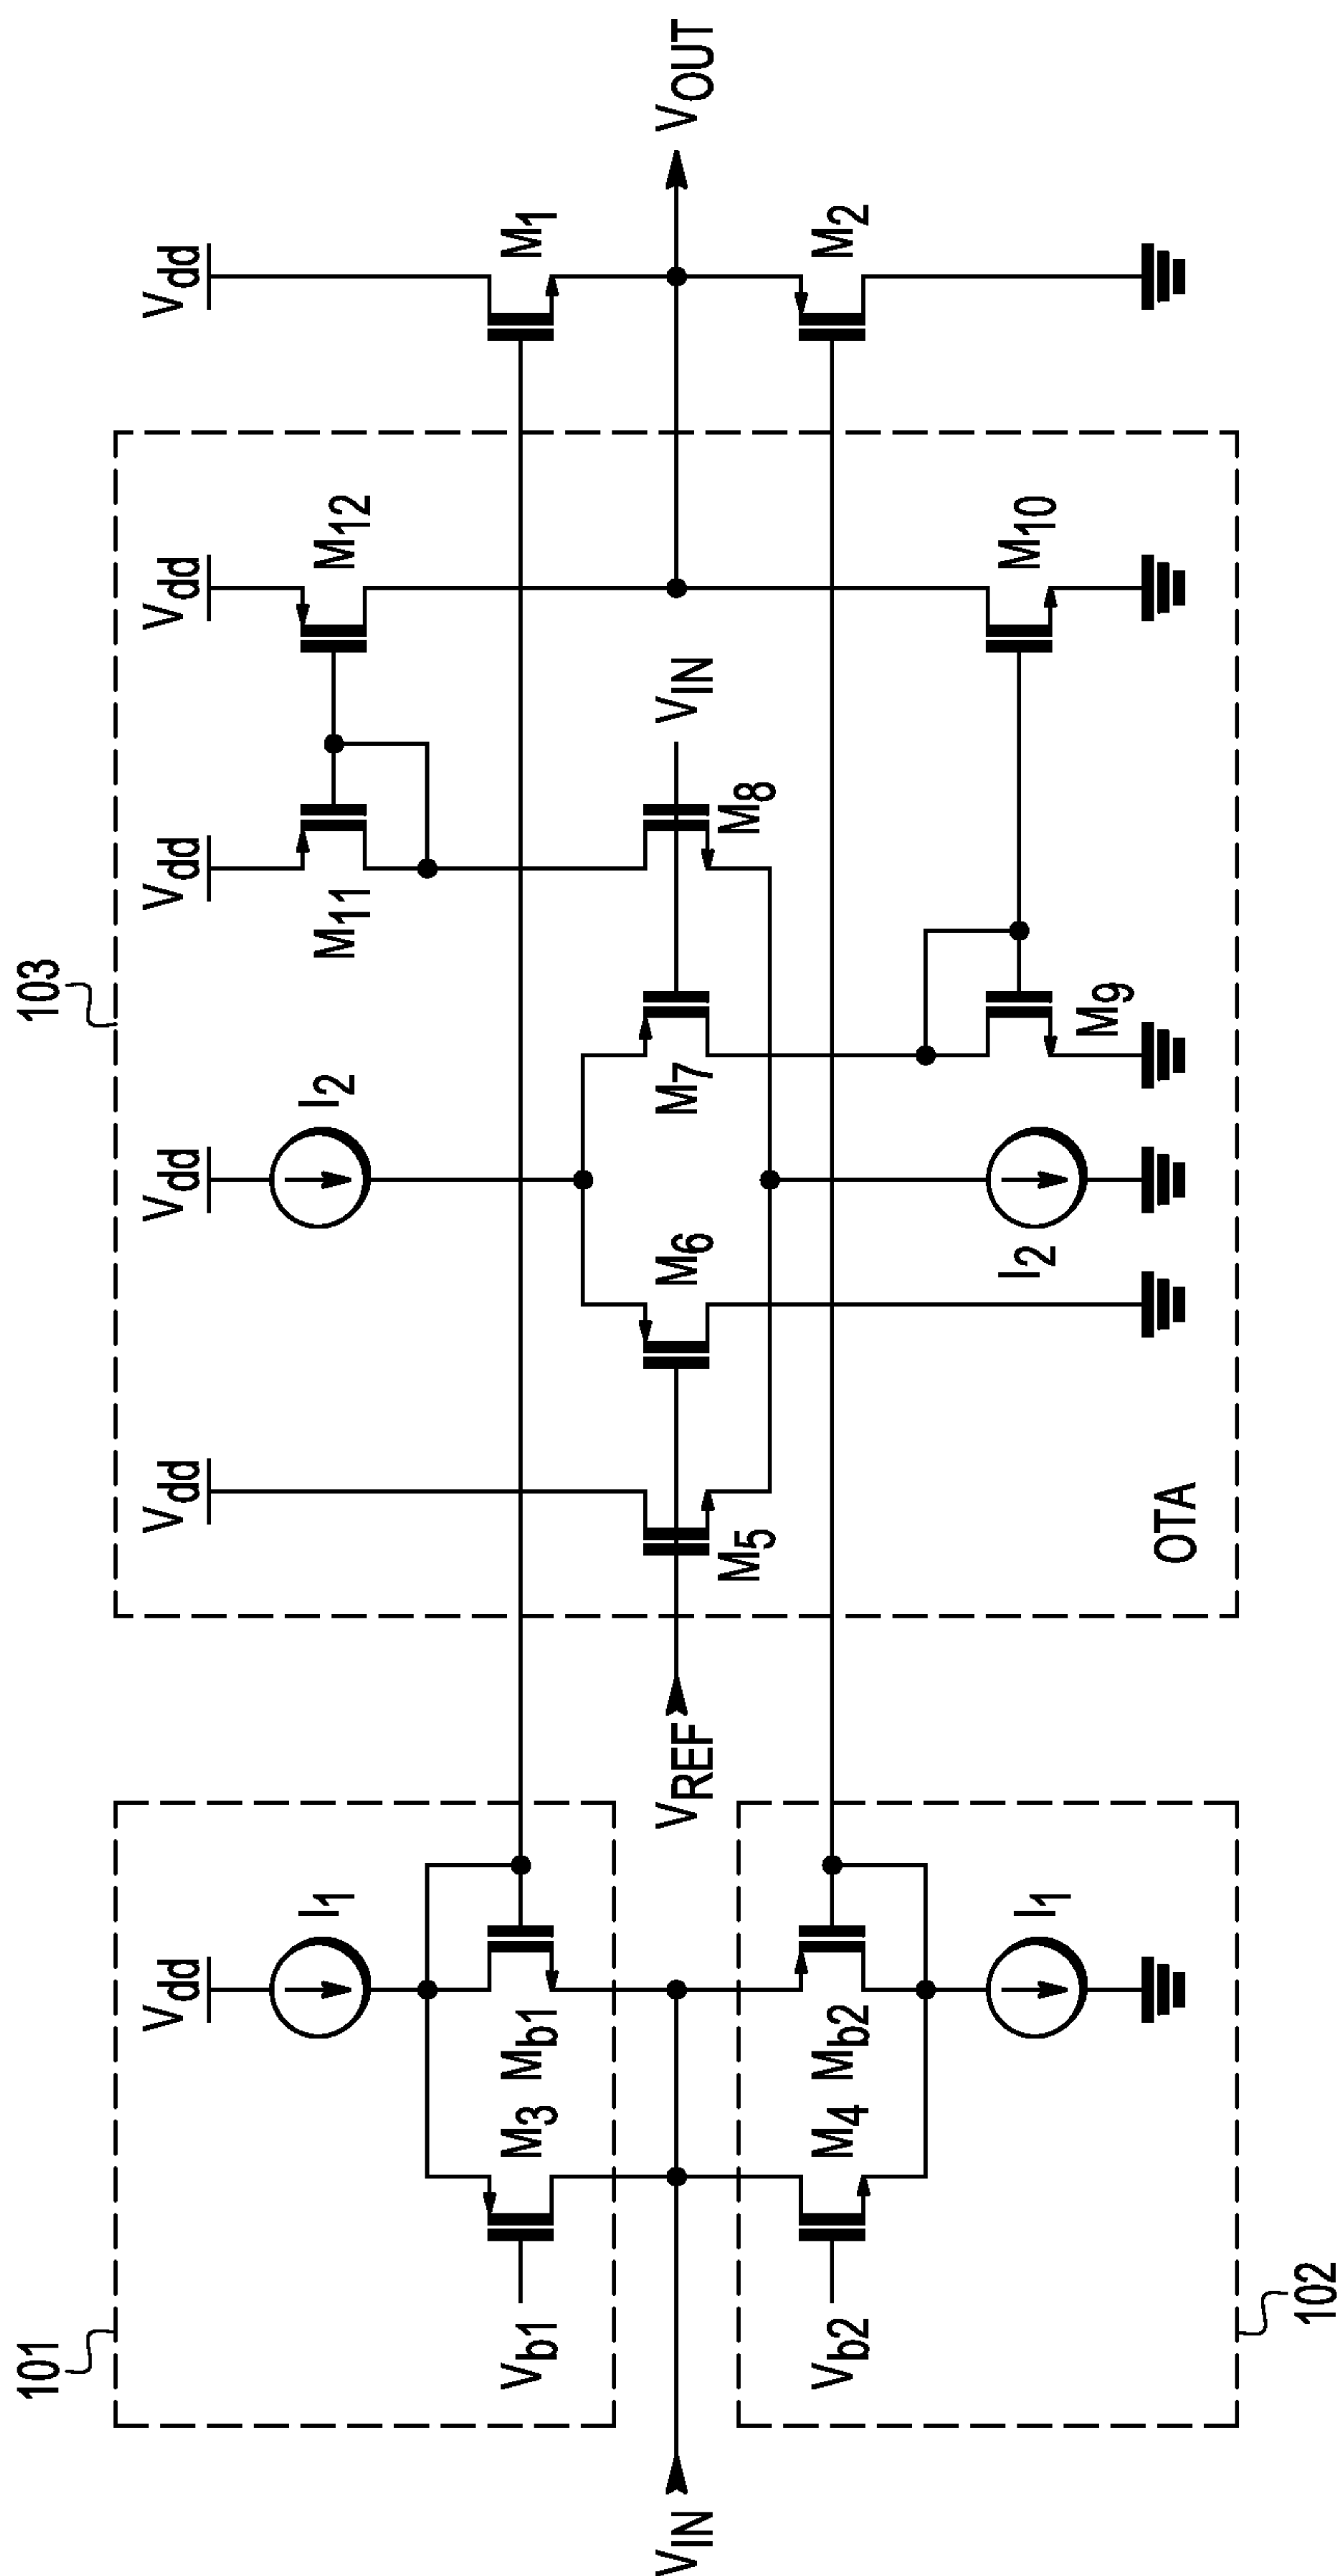 103
Vdd
Vdd
Vdd
Vdd
Vdd
Vdd
I1
I2
M11
M12
101
Vb1
M3
Mb1
M1
VIN
VREF
M5
M6
M7
M8
VIN
VOUT
Vb2
M4
Mb2
M2
I1
I2
M9
M10
OTA
102